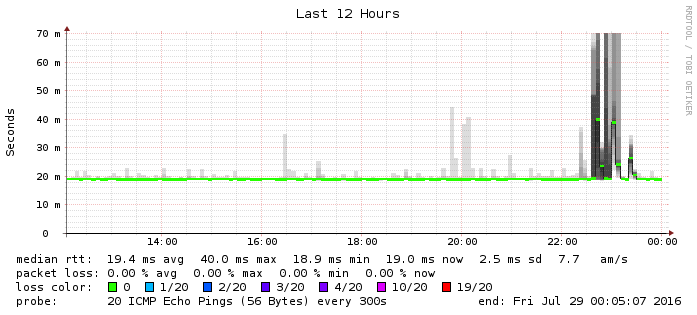 Last 12 Hours
RRDTOOL / TOBI OETIKER
Seconds
70 m
60 m
50 m
40 m
30 m
20 m
10 m
0
14:00 16:00 18:00 20:00 22:00 00:00
median rtt: 19.4 ms avg 40.0 ms max 18.9 ms min 19.0 ms now 2.5 ms sd 7.7 am/s
packet loss: 0.00 % avg 0.00 % max 0.00 % min 0.00 % now
loss color: 0 1/20 2/20 3/20 4/20 10/20 19/20
probe: 20 ICMP Echo Pings (56 Bytes) every 300s end: Fri Jul 29 00:05:07 2016